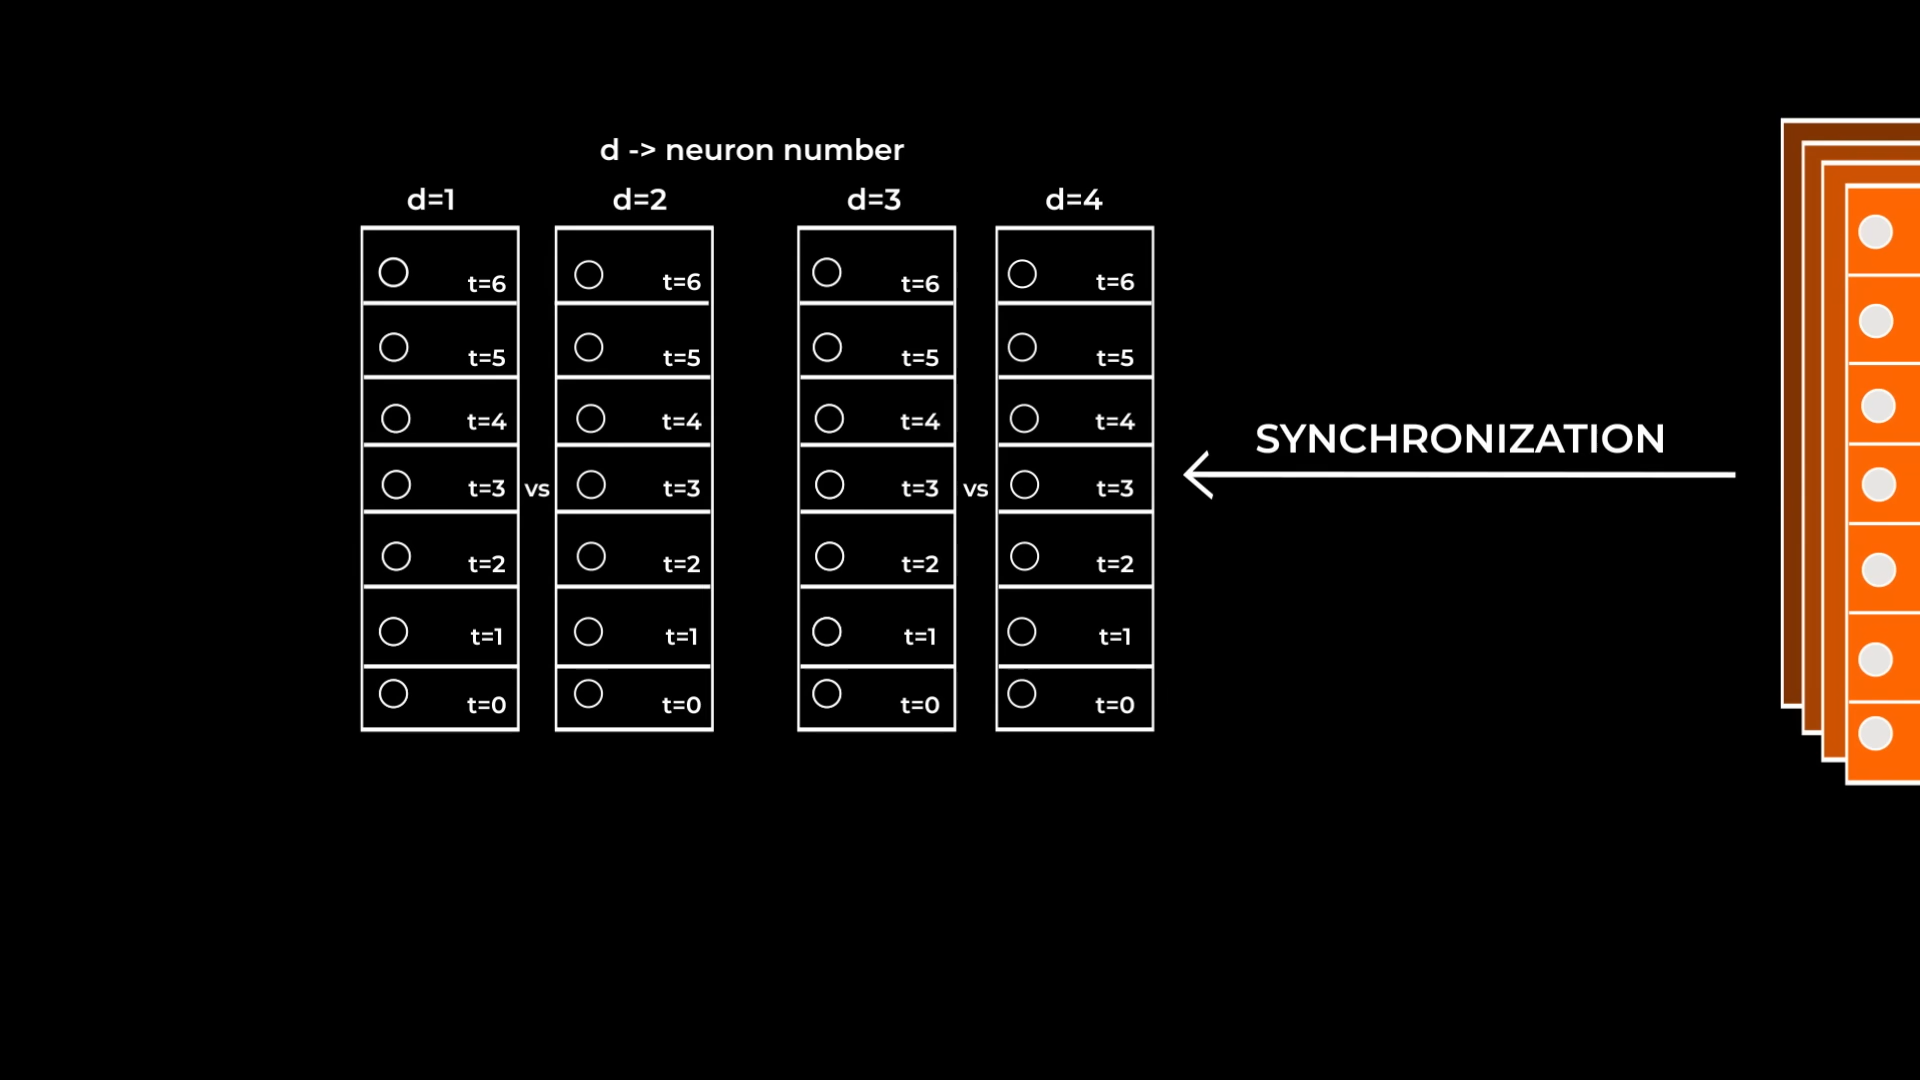 d -> neuron number
d=1 d=2 d=3 d=4
t=6 t=6 t=6 t=6
t=5 t=5 t=5 t=5
t=4 t=4 t=4 t=4
SYNCHRONIZATION
t=3 vs t=3 t=3 vs t=3
t=2 t=2 t=2 t=2
t=1 t=1 t=1 t=1
t=0 t=0 t=0 t=0